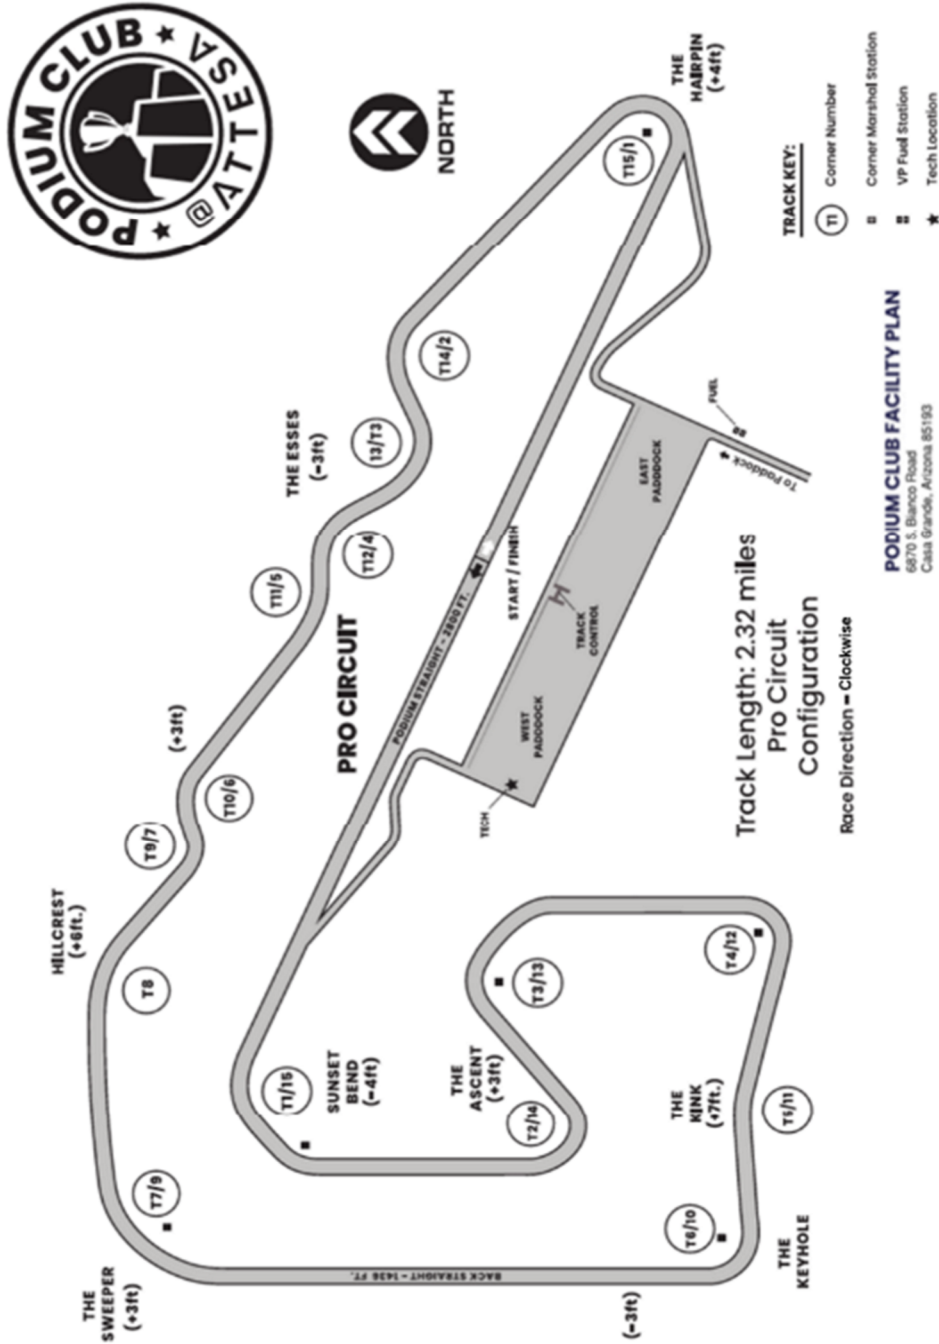 PODIUM CLUB
@ATTESA
NORTH
THE
HAIRPIN
(+4ft)
T15/1
TRACK KEY:
T1 Corner Number
Corner Marshal Station
VP Fuel Station
Tech Location
T14/2
13/T3
THE ESSES
(-3ft)
T12/4
T11/5
PRO CIRCUIT
PODIUM STRAIGHT - 2800 FT.
START / FINISH
EAST
PADDOCK
FUEL
To Paddock
TRACK
CONTROL
WEST
PADDOCK
TECH
(+3ft)
T10/6
T9/7
HILLCREST
(+6ft.)
T8
T1/15
SUNSET
BEND
(-4ft)
THE
ASCENT
(+3ft)
T3/13
T2/14
T4/12
THE
KINK
(+7ft.)
T5/11
T6/10
THE
KEYHOLE
(-3ft)
BACK STRAIGHT - 1436 FT.
T7/9
THE
SWEEPER
(+3ft)
Track Length: 2.32 miles
Pro Circuit
Configuration
Race Direction - Clockwise
PODIUM CLUB FACILITY PLAN
6870 S. Bianco Road
Casa Grande, Arizona 85193